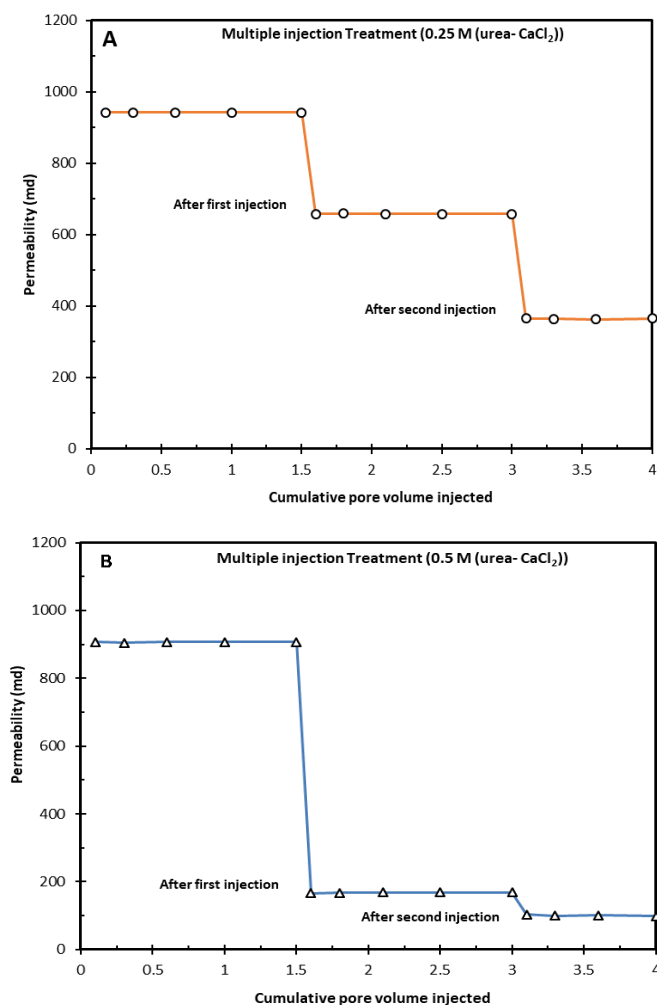 A
Multiple injection Treatment (0.25 M (urea- CaCl₂))
1200
1000
800
600
400
200
0
Permeability (md)
After first injection
After second injection
0 0.5 1 1.5 2 2.5 3 3.5 4
Cumulative pore volume injected
B
Multiple injection Treatment (0.5 M (urea- CaCl₂))
1200
1000
800
600
400
200
0
Permeability (md)
After first injection
After second injection
0 0.5 1 1.5 2 2.5 3 3.5 4
Cumulative pore volume injected